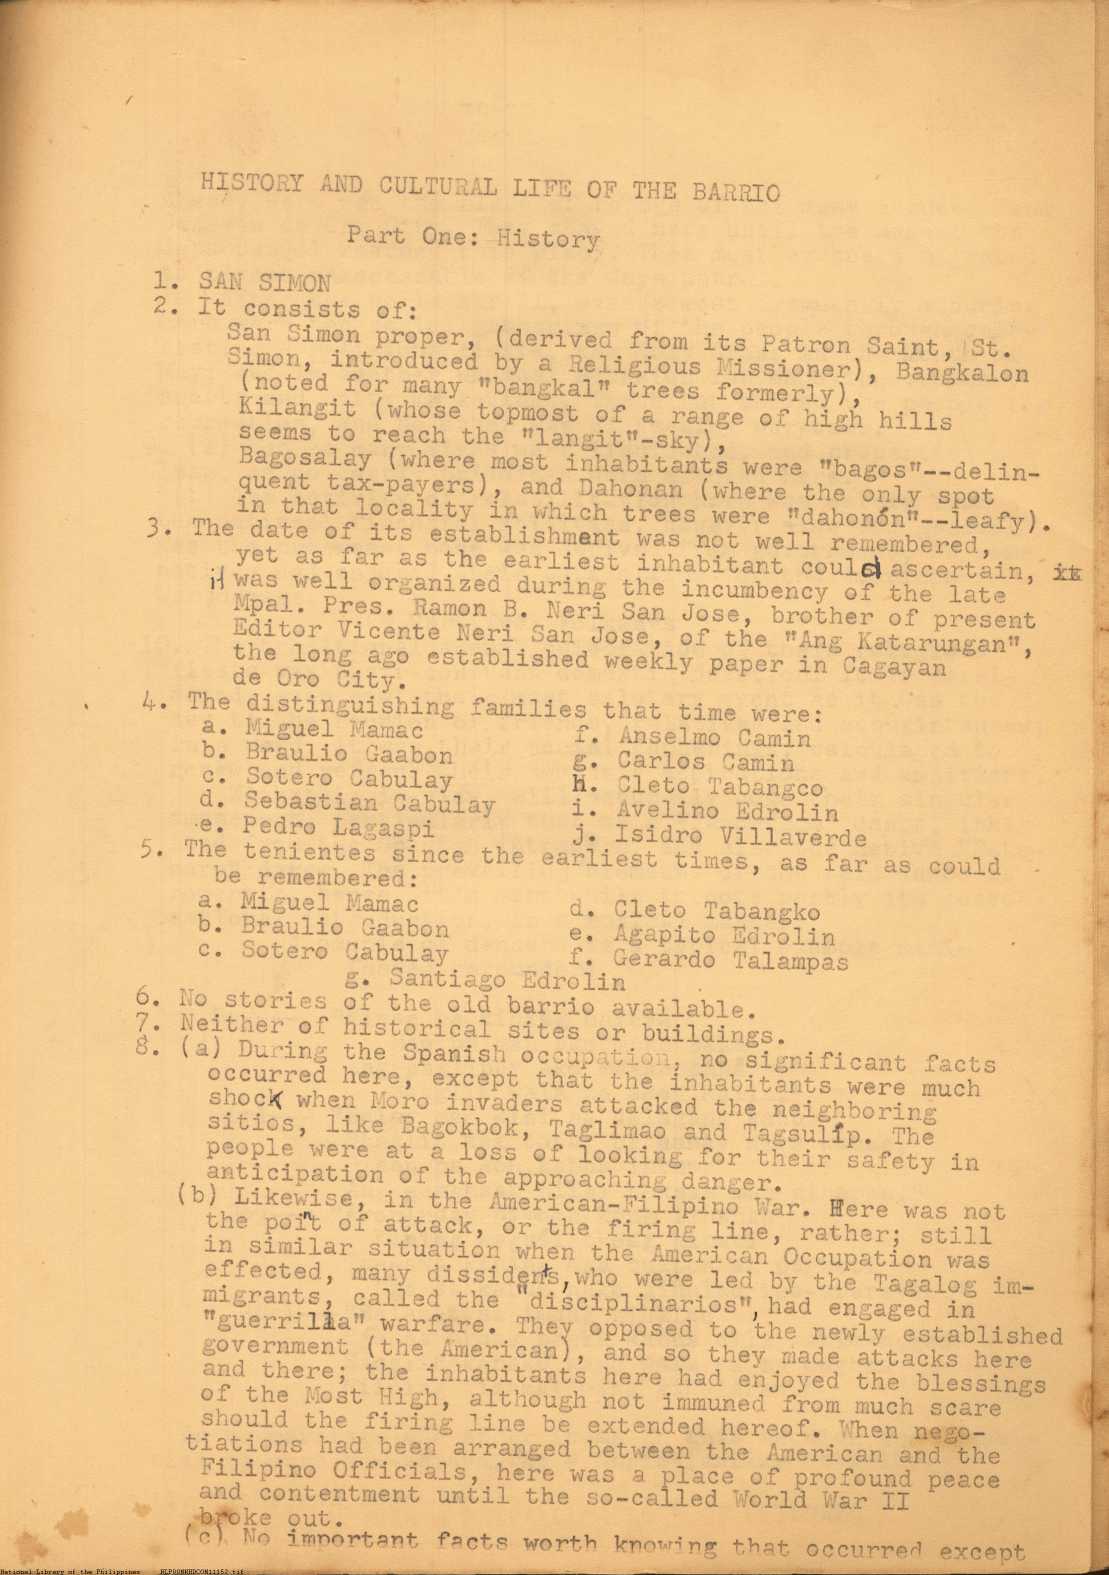 HISTORY AND CULTURAL LIFE OF THE BARRIO
Part One: History
1. SAN SIMON
2. It consists of:
San Simon proper, (derived from its Patron Saint, St.
Simon, introduced by a Religious Missioner), Bangkalon
(noted for many "bangkal" trees formerly),
Kilangit (whose topmost of a range of high hills
seems to reach the "langit"-sky),
Bagosalay (where most inhabitants were "bagos"--delin-
quent tax-payers), and Dahonan (where the only spot
in that locality in which trees were "dahonón"--leafy).
3. The date of its establishment was not well remembered,
yet as far as the earliest inhabitant could ascertain,
it was well organized during the incumbency of the late
Mpal. Pres. Ramon B. Neri San Jose, brother of present
Editor Vicente Neri San Jose, of the "Ang Katarungan",
the long ago established weekly paper in Cagayan
de Oro City.
4. The distinguishing families that time were:
a. Miguel Mamac f. Anselmo Camin
b. Braulio Gaabon g. Carlos Camin
c. Sotero Cabulay h. Cleto Tabangco
d. Sebastian Cabulay i. Avelino Edrolin
e. Pedro Lagaspi j. Isidro Villaverde
5. The tenientes since the earliest times, as far as could
be remembered:
a. Miguel Mamac d. Cleto Tabangko
b. Braulio Gaabon e. Agapito Edrolin
c. Sotero Cabulay f. Gerardo Talampas
g. Santiago Edrolin
6. No stories of the old barrio available.
7. Neither of historical sites or buildings.
8. (a) During the Spanish occupation, no significant facts
occurred here, except that the inhabitants were much
shock when Moro invaders attacked the neighboring
sitios, like Bagokbok, Taglimao and Tagsulip. The
people were at a loss of looking for their safety in
anticipation of the approaching danger.
(b) Likewise, in the American-Filipino War. Here was not
the point of attack, or the firing line, rather; still
in similar situation when the American Occupation was
effected, many dissidents, who were led by the Tagalog im-
migrants, called the "disciplinarios", had engaged in
"guerrilla" warfare. They opposed to the newly established
government (the American), and so they made attacks here
and there; the inhabitants here had enjoyed the blessings
of the Most High, although not immuned from much scare
should the firing line be extended hereof. When nego-
tiations had been arranged between the American and the
Filipino Officials, here was a place of profound peace
and contentment until the so-called World War II
broke out.
(c) No important facts worth knowing that occurred except
National Library of the Philippines HLP00NHHDCON11152.tif